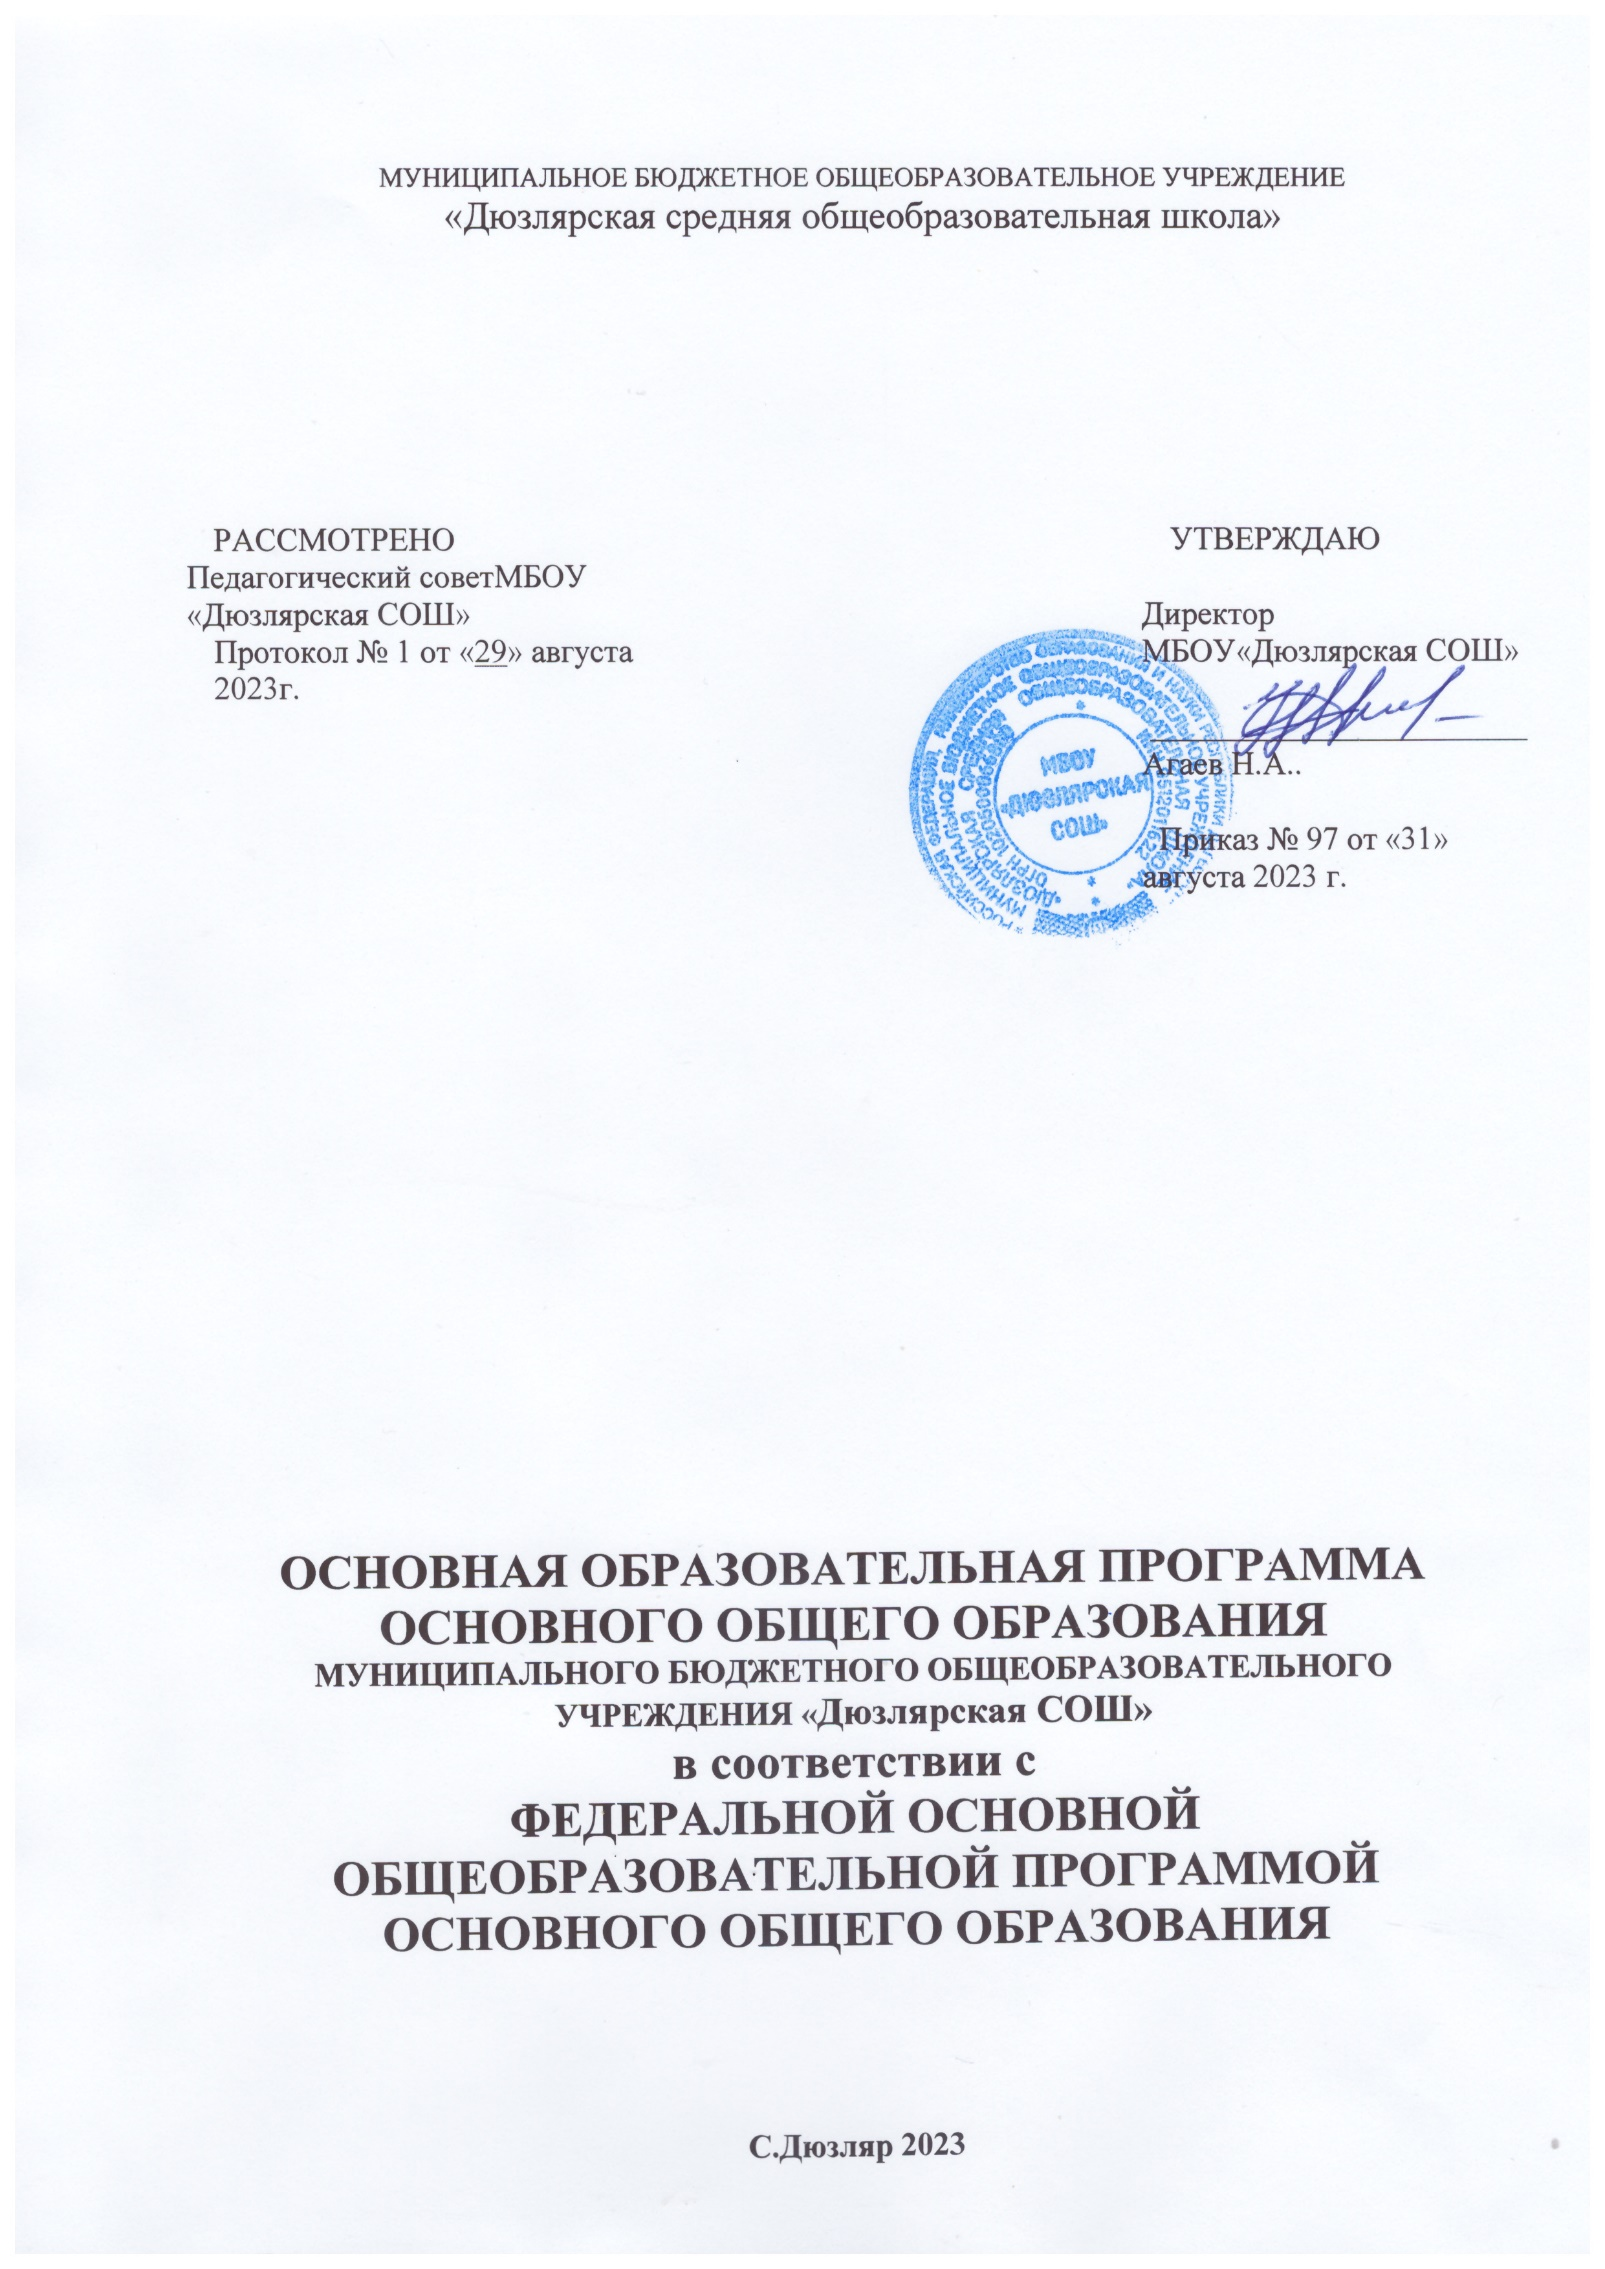 МУНИЦИПАЛЬНОЕ БЮДЖЕТНОЕ ОБЩЕОБРАЗОВАТЕЛЬНОЕ УЧРЕЖДЕНИЕ
«Дюзлярская средняя общеобразовательная школа»
РАССМОТРЕНО
Педагогический советМБОУ
«Дюзлярская СОШ»
Протокол № 1 от «29» августа
2023г.
УТВЕРЖДАЮ
Директор
МБОУ«Дюзлярская СОШ»
Агаев Н.А..
Приказ № 97 от «31»
августа 2023 г.
МБОУ
«ДЮЗЛЯРСКАЯ
СОШ»
ОСНОВНАЯ ОБРАЗОВАТЕЛЬНАЯ ПРОГРАММА
ОСНОВНОГО ОБЩЕГО ОБРАЗОВАНИЯ
МУНИЦИПАЛЬНОГО БЮДЖЕТНОГО ОБЩЕОБРАЗОВАТЕЛЬНОГО
УЧРЕЖДЕНИЯ «Дюзлярская СОШ»
в соответствии с
ФЕДЕРАЛЬНОЙ ОСНОВНОЙ
ОБЩЕОБРАЗОВАТЕЛЬНОЙ ПРОГРАММОЙ
ОСНОВНОГО ОБЩЕГО ОБРАЗОВАНИЯ
С.Дюзляр 2023